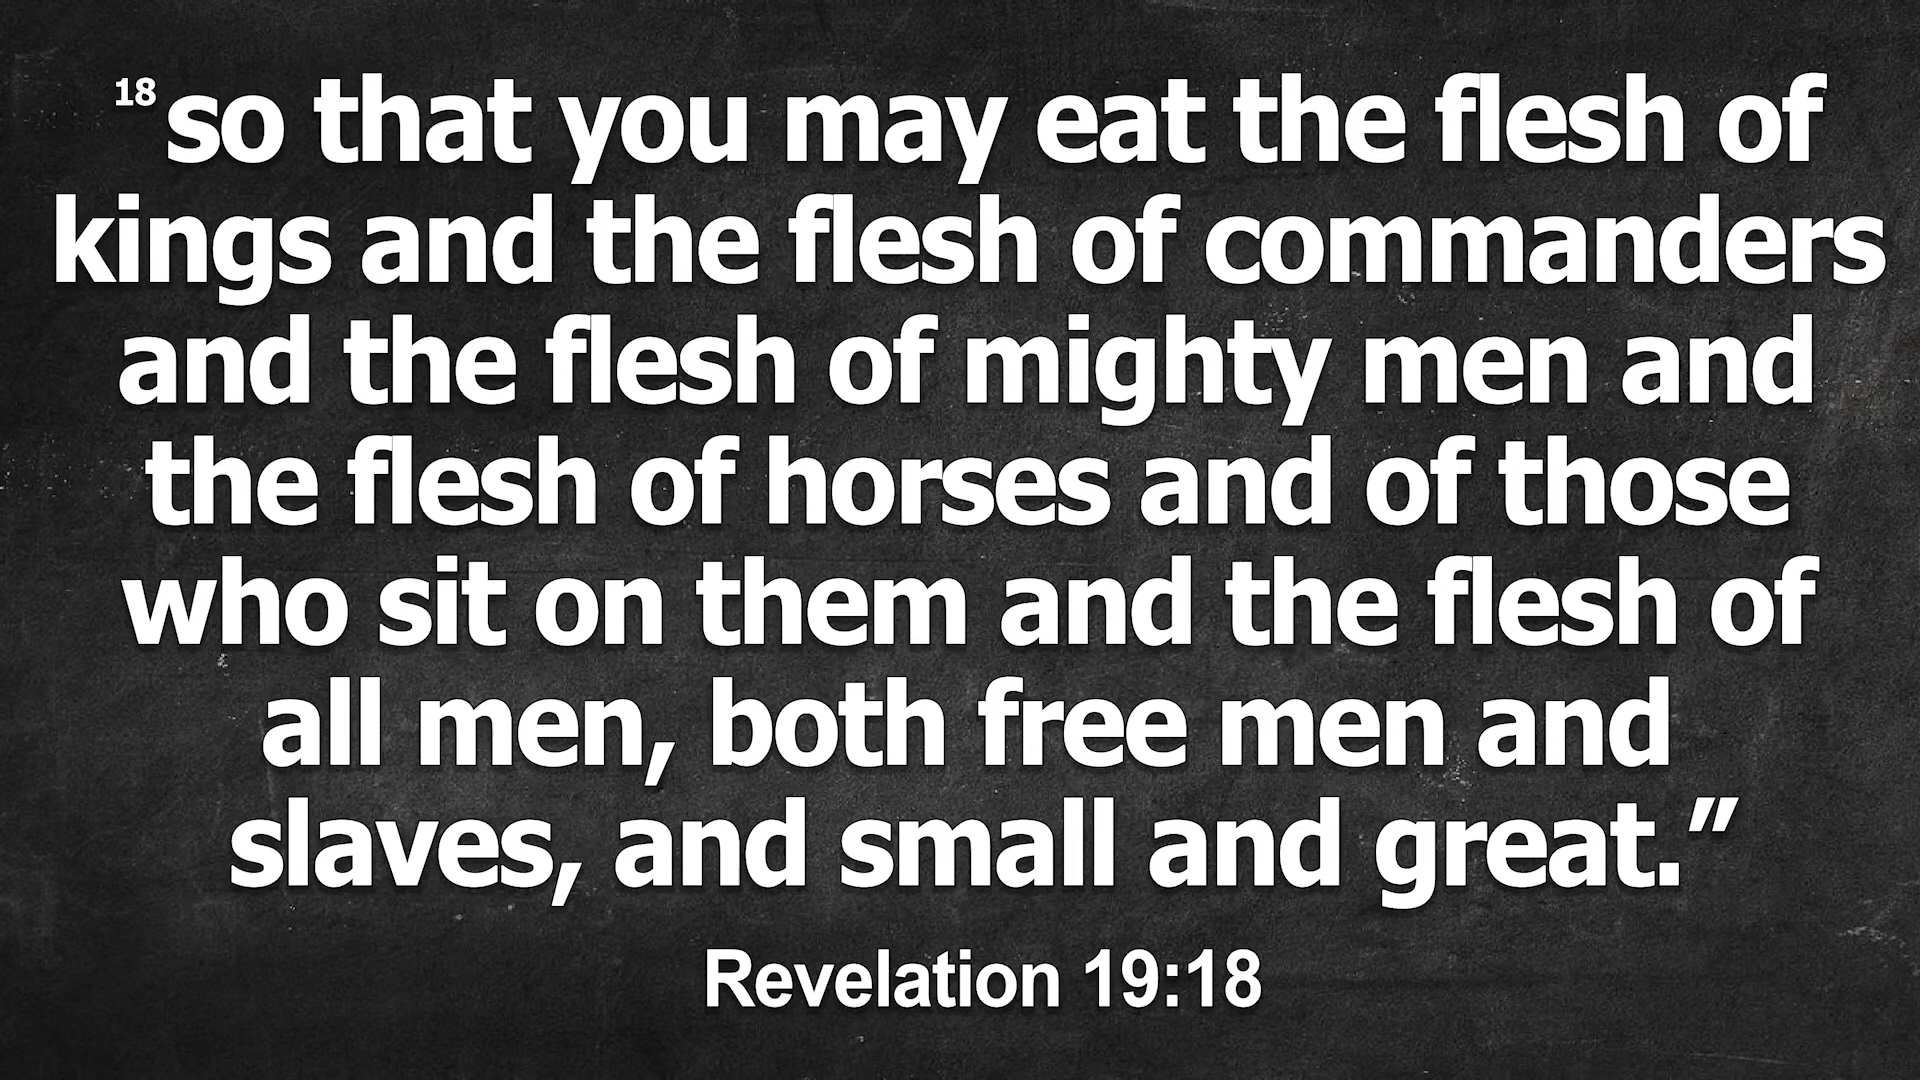 18 so that you may eat the flesh of
kings and the flesh of commanders
and the flesh of mighty men and
the flesh of horses and of those
who sit on them and the flesh of
all men, both free men and
slaves, and small and great.”
Revelation 19:18